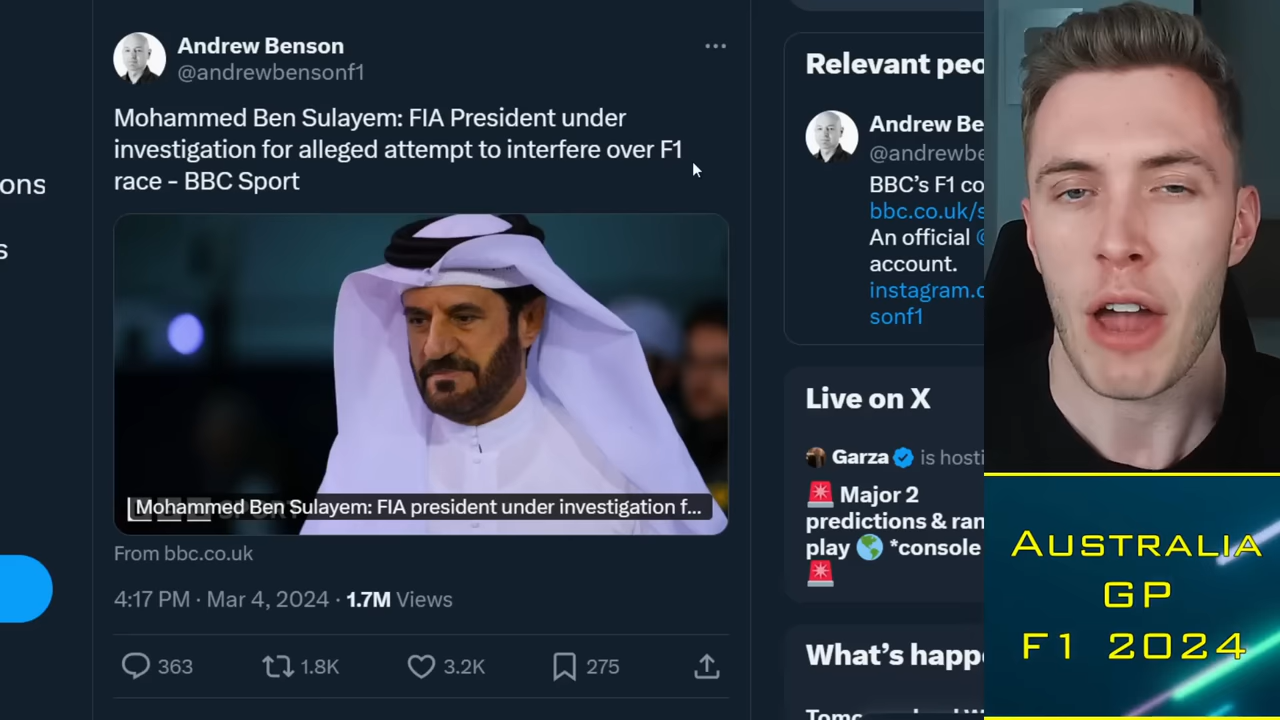 Andrew Benson
@andrewbensonf1
Mohammed Ben Sulayem: FIA President under
investigation for alleged attempt to interfere over F1
race - BBC Sport
Mohammed Ben Sulayem: FIA president under investigation f...
From bbc.co.uk
4:17 PM · Mar 4, 2024 · 1.7M Views
363
1.8K
3.2K
275
ons
s
Relevant peo
Andrew Be
@andrewbe
BBC’s F1 co
bbc.co.uk/s
An official @
account.
instagram.c
sonf1
Live on X
Garza is hosti
🚨 Major 2
predictions & ran
play 🌎 *console
🚨
What’s happe
AUSTRALIA
GP
F1 2024